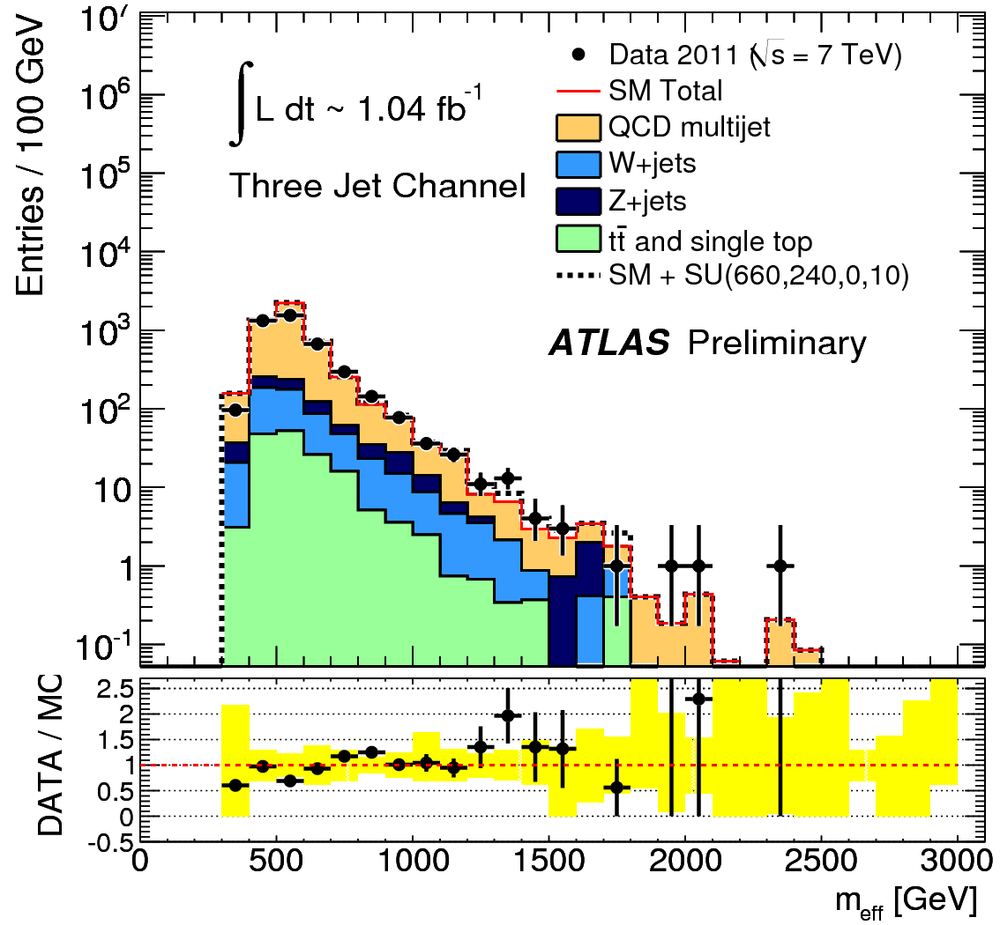 Entries / 100 GeV
10⁷
10⁶
10⁵
10⁴
10³
10²
10
1
10⁻¹
∫ L dt ~ 1.04 fb⁻¹
Three Jet Channel
Data 2011 (√s = 7 TeV)
SM Total
QCD multijet
W+jets
Z+jets
tt̄ and single top
SM + SU(660,240,0,10)
ATLAS Preliminary
DATA / MC
2.5
2
1.5
1
0.5
0
-0.5
0 500 1000 1500 2000 2500 3000
m_eff [GeV]